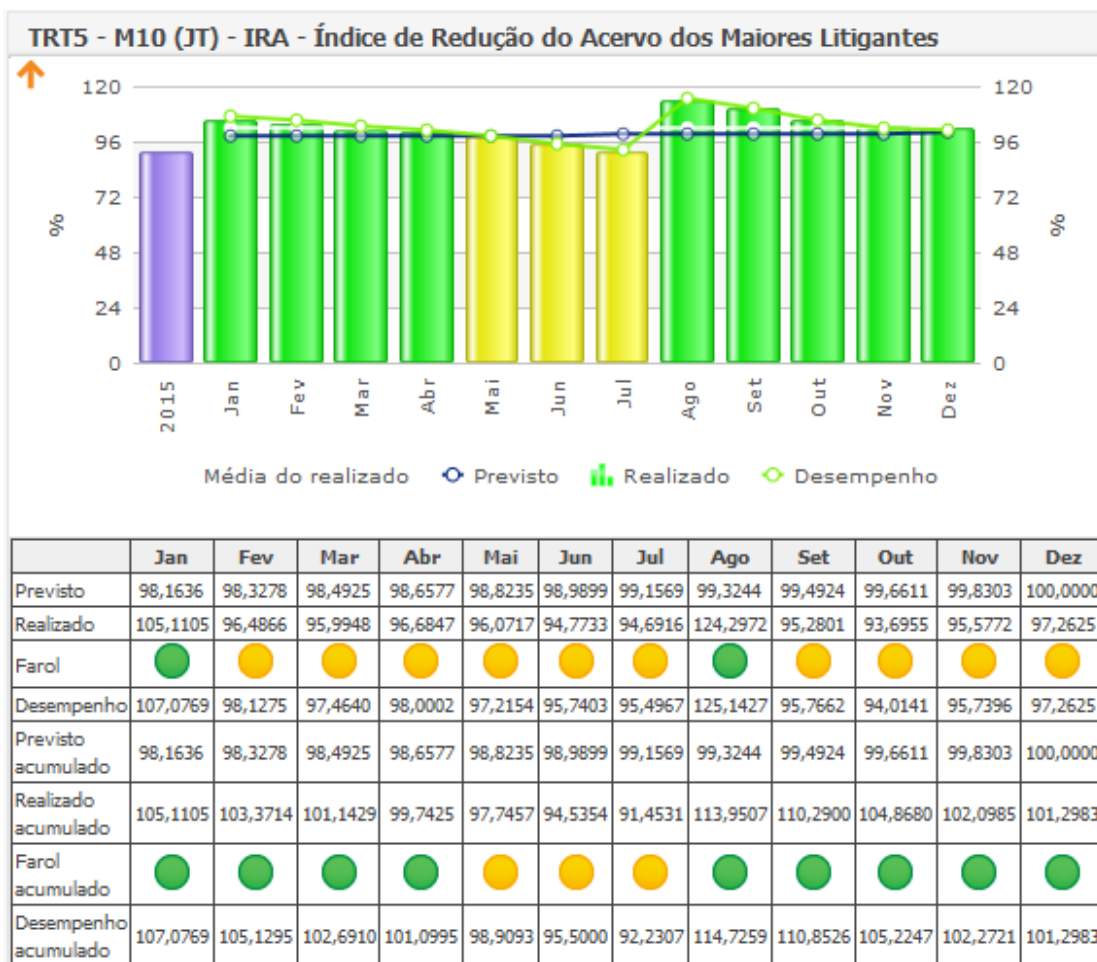 TRT5 - M10 (JT) - IRA - Índice de Redução do Acervo dos Maiores Litigantes
120 120
96 96
72 72
% %
48 48
24 24
0 0
2015 Jan Fev Mar Abr Mai Jun Jul Ago Set Out Nov Dez
Média do realizado Previsto Realizado Desempenho
Jan Fev Mar Abr Mai Jun Jul Ago Set Out Nov Dez
Previsto 98,1636 98,3278 98,4925 98,6577 98,8235 98,9899 99,1569 99,3244 99,4924 99,6611 99,8303 100,0000
Realizado 105,1105 96,4866 95,9948 96,6847 96,0717 94,7733 94,6916 124,2972 95,2801 93,6955 95,5772 97,2625
Farol
Desempenho 107,0769 98,1275 97,4640 98,0002 97,2154 95,7403 95,4967 125,1427 95,7662 94,0141 95,7396 97,2625
Previsto
acumulado 98,1636 98,3278 98,4925 98,6577 98,8235 98,9899 99,1569 99,3244 99,4924 99,6611 99,8303 100,0000
Realizado
acumulado 105,1105 103,3714 101,1429 99,7425 97,7457 94,5354 91,4531 113,9507 110,2900 104,8680 102,0985 101,2983
Farol
acumulado
Desempenho
acumulado 107,0769 105,1295 102,6910 101,0995 98,9093 95,5000 92,2307 114,7259 110,8526 105,2247 102,2721 101,2983